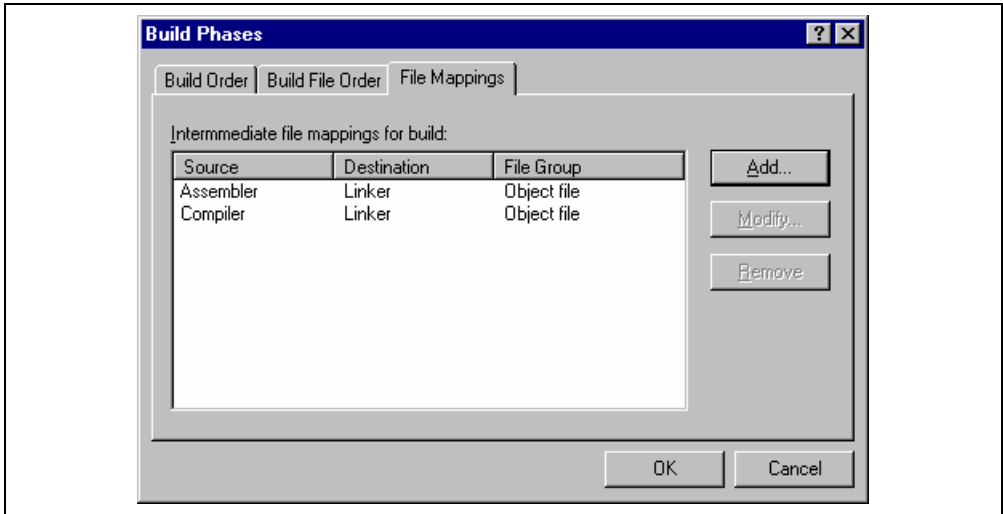 Build Phases
Build Order Build File Order File Mappings
Intermmediate file mappings for build:
Source Destination File Group
Assembler Linker Object file
Compiler Linker Object file
Add...
Modify...
Remove
OK Cancel